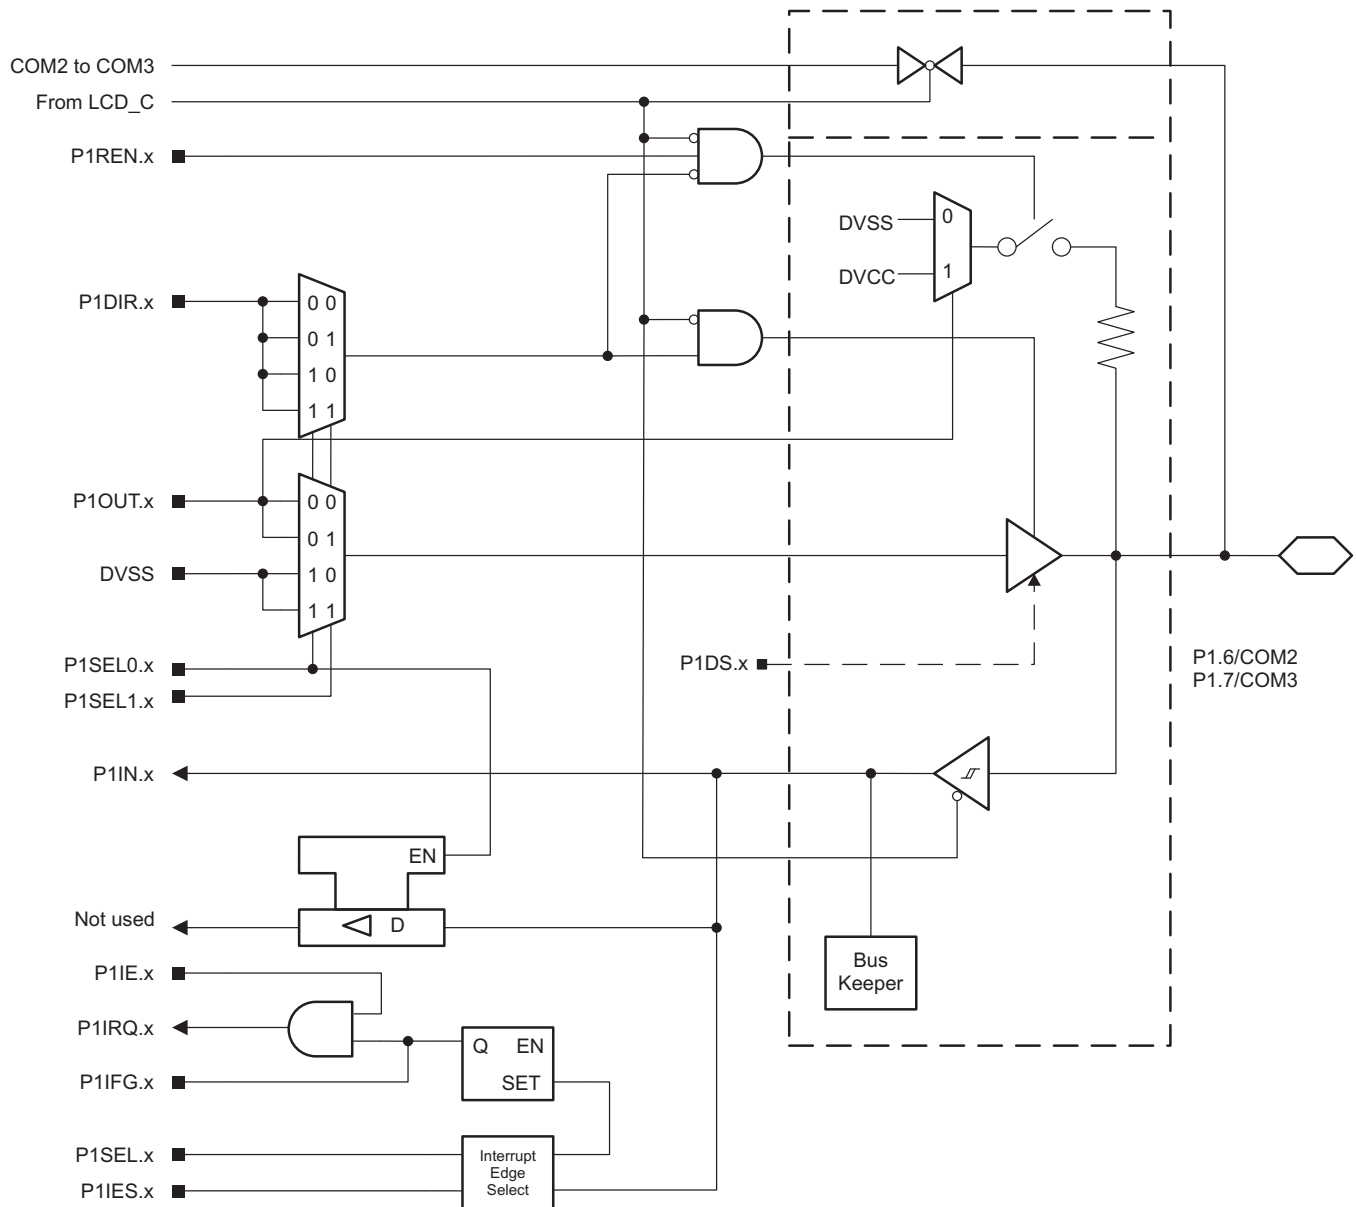 COM2 to COM3
From LCD_C
P1REN.x
DVSS
0
DVCC
1
P1DIR.x
0 0
0 1
1 0
1 1
P1OUT.x
0 0
0 1
DVSS
1 0
1 1
P1SEL0.x
P1SEL1.x
P1DS.x
P1.6/COM2
P1.7/COM3
P1IN.x
EN
Not used
D
Bus
Keeper
P1IE.x
P1IRQ.x
Q EN
SET
P1IFG.x
P1SEL.x
P1IES.x
Interrupt
Edge
Select